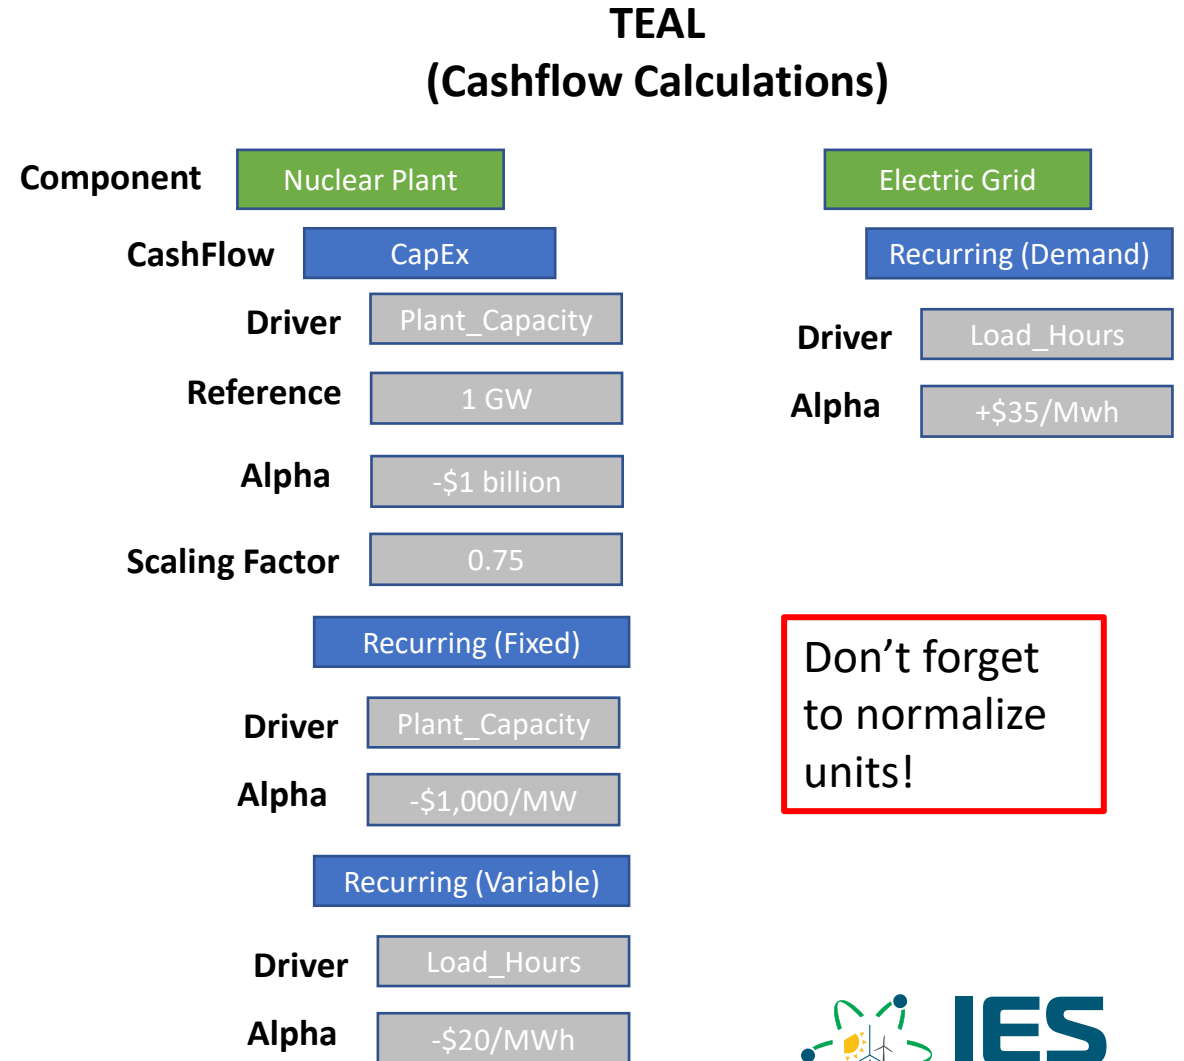 TEAL
(Cashflow Calculations)
Component
Nuclear Plant
CashFlow
CapEx
Driver
Plant_Capacity
Reference
1 GW
Alpha
-$1 billion
Scaling Factor
0.75
Recurring (Fixed)
Driver
Plant_Capacity
Alpha
-$1,000/MW
Recurring (Variable)
Driver
Load_Hours
Alpha
-$20/MWh
Electric Grid
Recurring (Demand)
Driver
Load_Hours
Alpha
+$35/Mwh
Don’t forget
to normalize
units!
IES